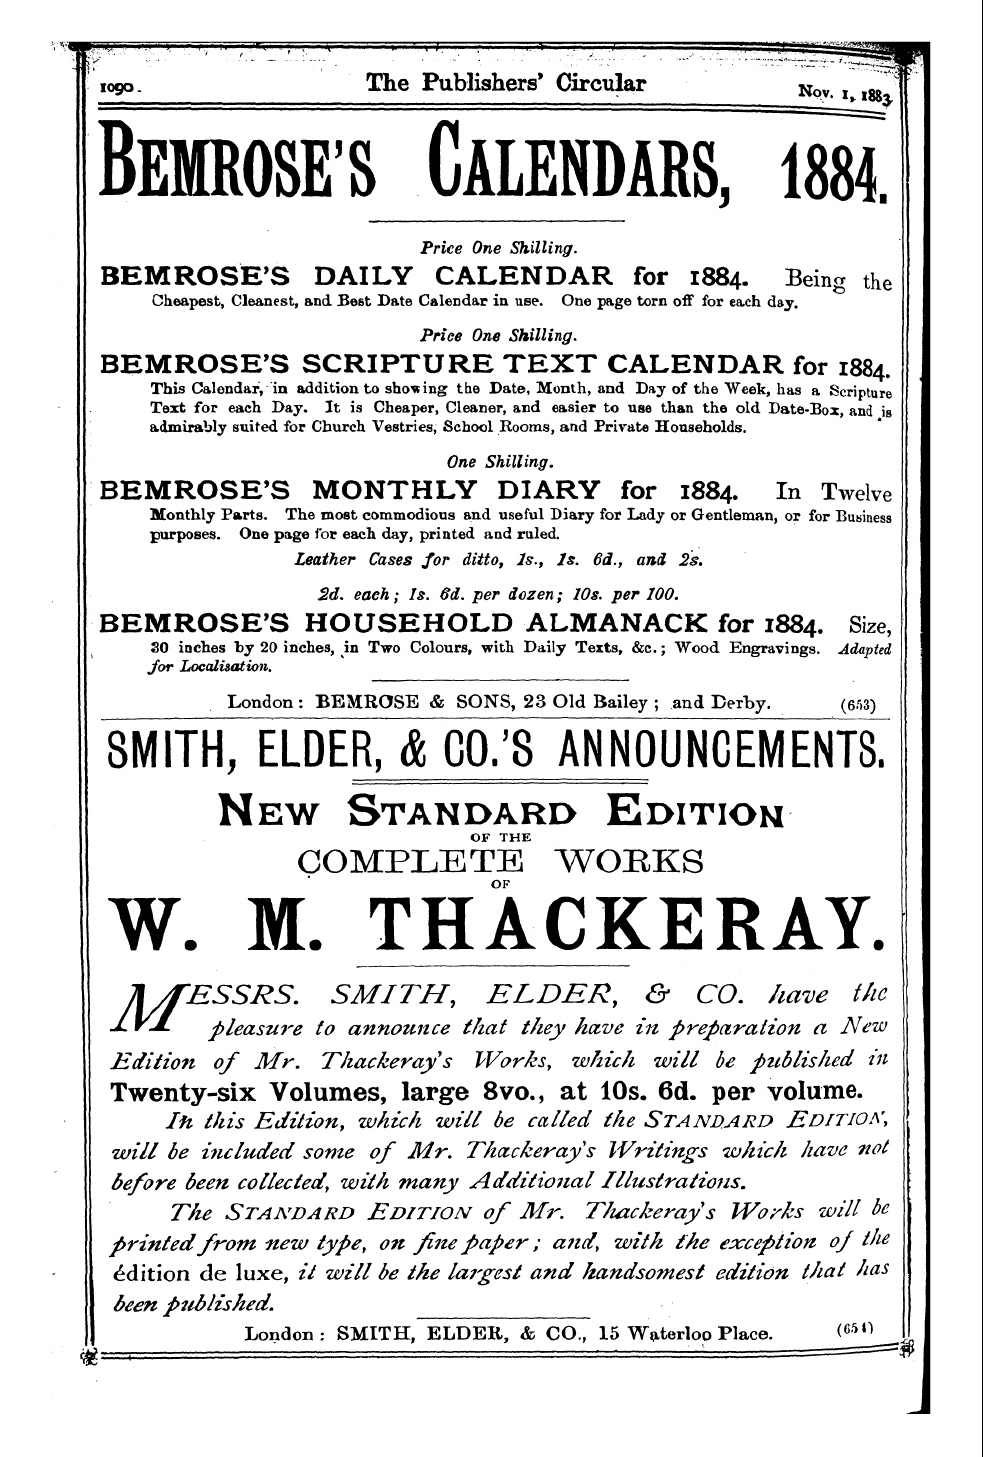 1090
The Publishers' Circular
Nov. 1, 1883
BEMROSE'S CALENDARS, 1884.
Price One Shilling.
BEMROSE'S DAILY CALENDAR for 1884. Being the
Cheapest, Cleanest, and Best Date Calendar in use. One page torn off for each day.
Price One Shilling.
BEMROSE'S SCRIPTURE TEXT CALENDAR for 1884.
This Calendar, in addition to showing the Date, Month, and Day of the Week, has a Scripture
Text for each Day. It is Cheaper, Cleaner, and easier to use than the old Date-Box, and is
admirably suited for Church Vestries, School Rooms, and Private Households.
One Shilling.
BEMROSE'S MONTHLY DIARY for 1884. In Twelve
Monthly Parts. The most commodious and useful Diary for Lady or Gentleman, or for Business
purposes. One page for each day, printed and ruled.
Leather Cases for ditto, 1s., 1s. 6d., and 2s.
2d. each; 1s. 6d. per dozen; 10s. per 100.
BEMROSE'S HOUSEHOLD ALMANACK for 1884. Size,
30 inches by 20 inches, in Two Colours, with Daily Texts, &c.; Wood Engravings. Adapted
for Localisation.
London: BEMROSE & SONS, 23 Old Bailey; and Derby. (653)
SMITH, ELDER, & CO.'S ANNOUNCEMENTS.
NEW STANDARD EDITION
OF THE
COMPLETE WORKS
OF
W. M. THACKERAY.
MESSRS. SMITH, ELDER, & CO. have the
pleasure to announce that they have in preparation a New
Edition of Mr. Thackeray's Works, which will be published in
Twenty-six Volumes, large 8vo., at 10s. 6d. per volume.
In this Edition, which will be called the STANDARD EDITION,
will be included some of Mr. Thackeray's Writings which have not
before been collected, with many Additional Illustrations.
The STANDARD EDITION of Mr. Thackeray's Works will be
printed from new type, on fine paper; and, with the exception of the
édition de luxe, it will be the largest and handsomest edition that has
been published.
London: SMITH, ELDER, & CO., 15 Waterloo Place. (654)